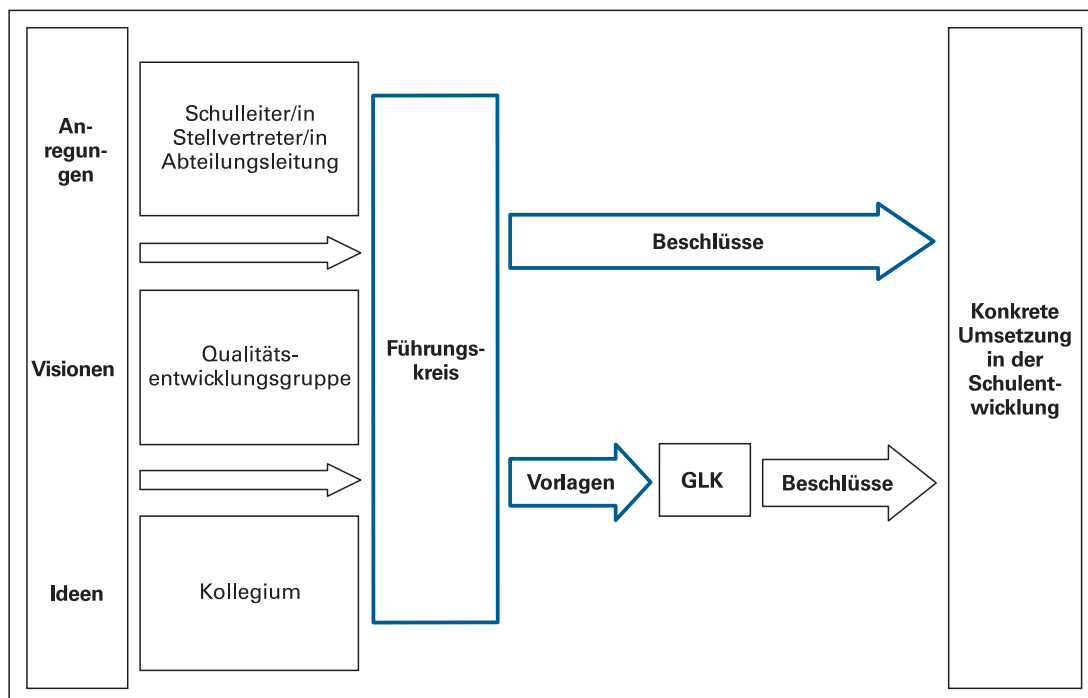 An-
regun-
gen
Visionen
Ideen
Schulleiter/in
Stellvertreter/in
Abteilungsleitung
Qualitäts-
entwicklungsgruppe
Kollegium
Führungs-
kreis
Beschlüsse
Vorlagen
GLK
Beschlüsse
Konkrete
Umsetzung
in der
Schulent-
wicklung